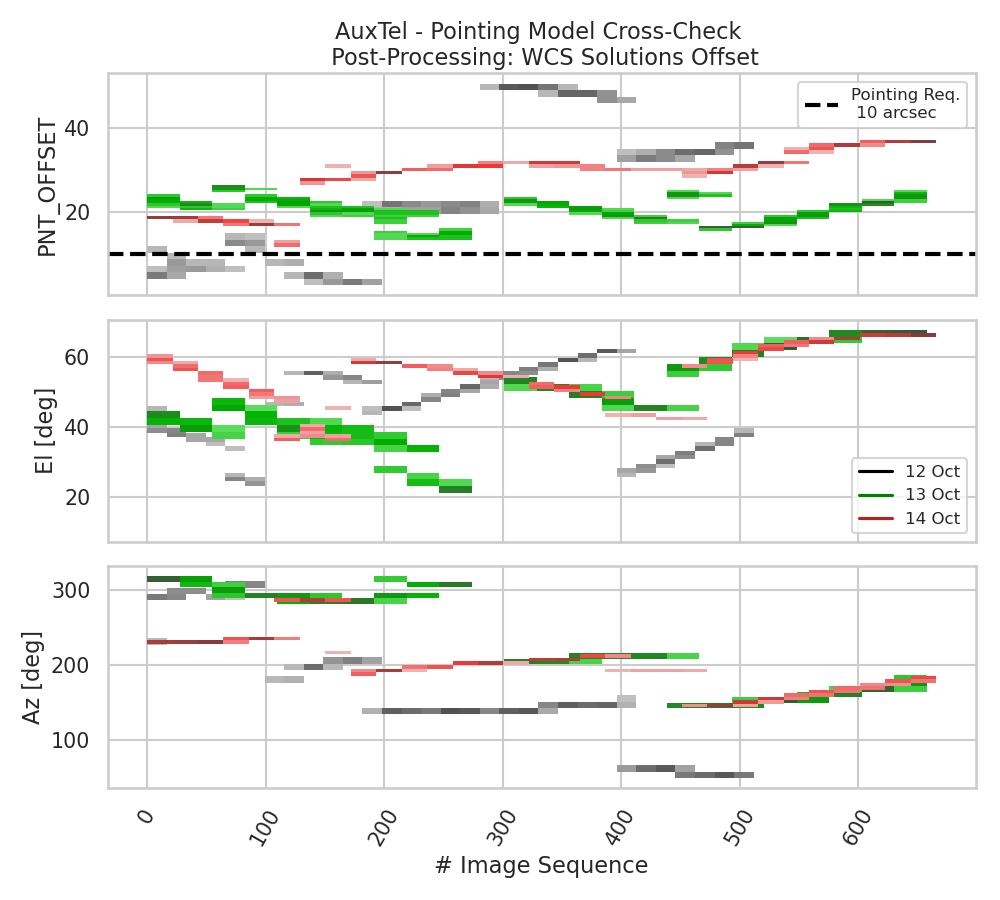 AuxTel - Pointing Model Cross-Check
Post-Processing: WCS Solutions Offset
PNT_OFFSET
40
20
Pointing Req.
10 arcsec
El [deg]
60
40
20
12 Oct
13 Oct
14 Oct
Az [deg]
300
200
100
0
100
200
300
400
500
600
# Image Sequence